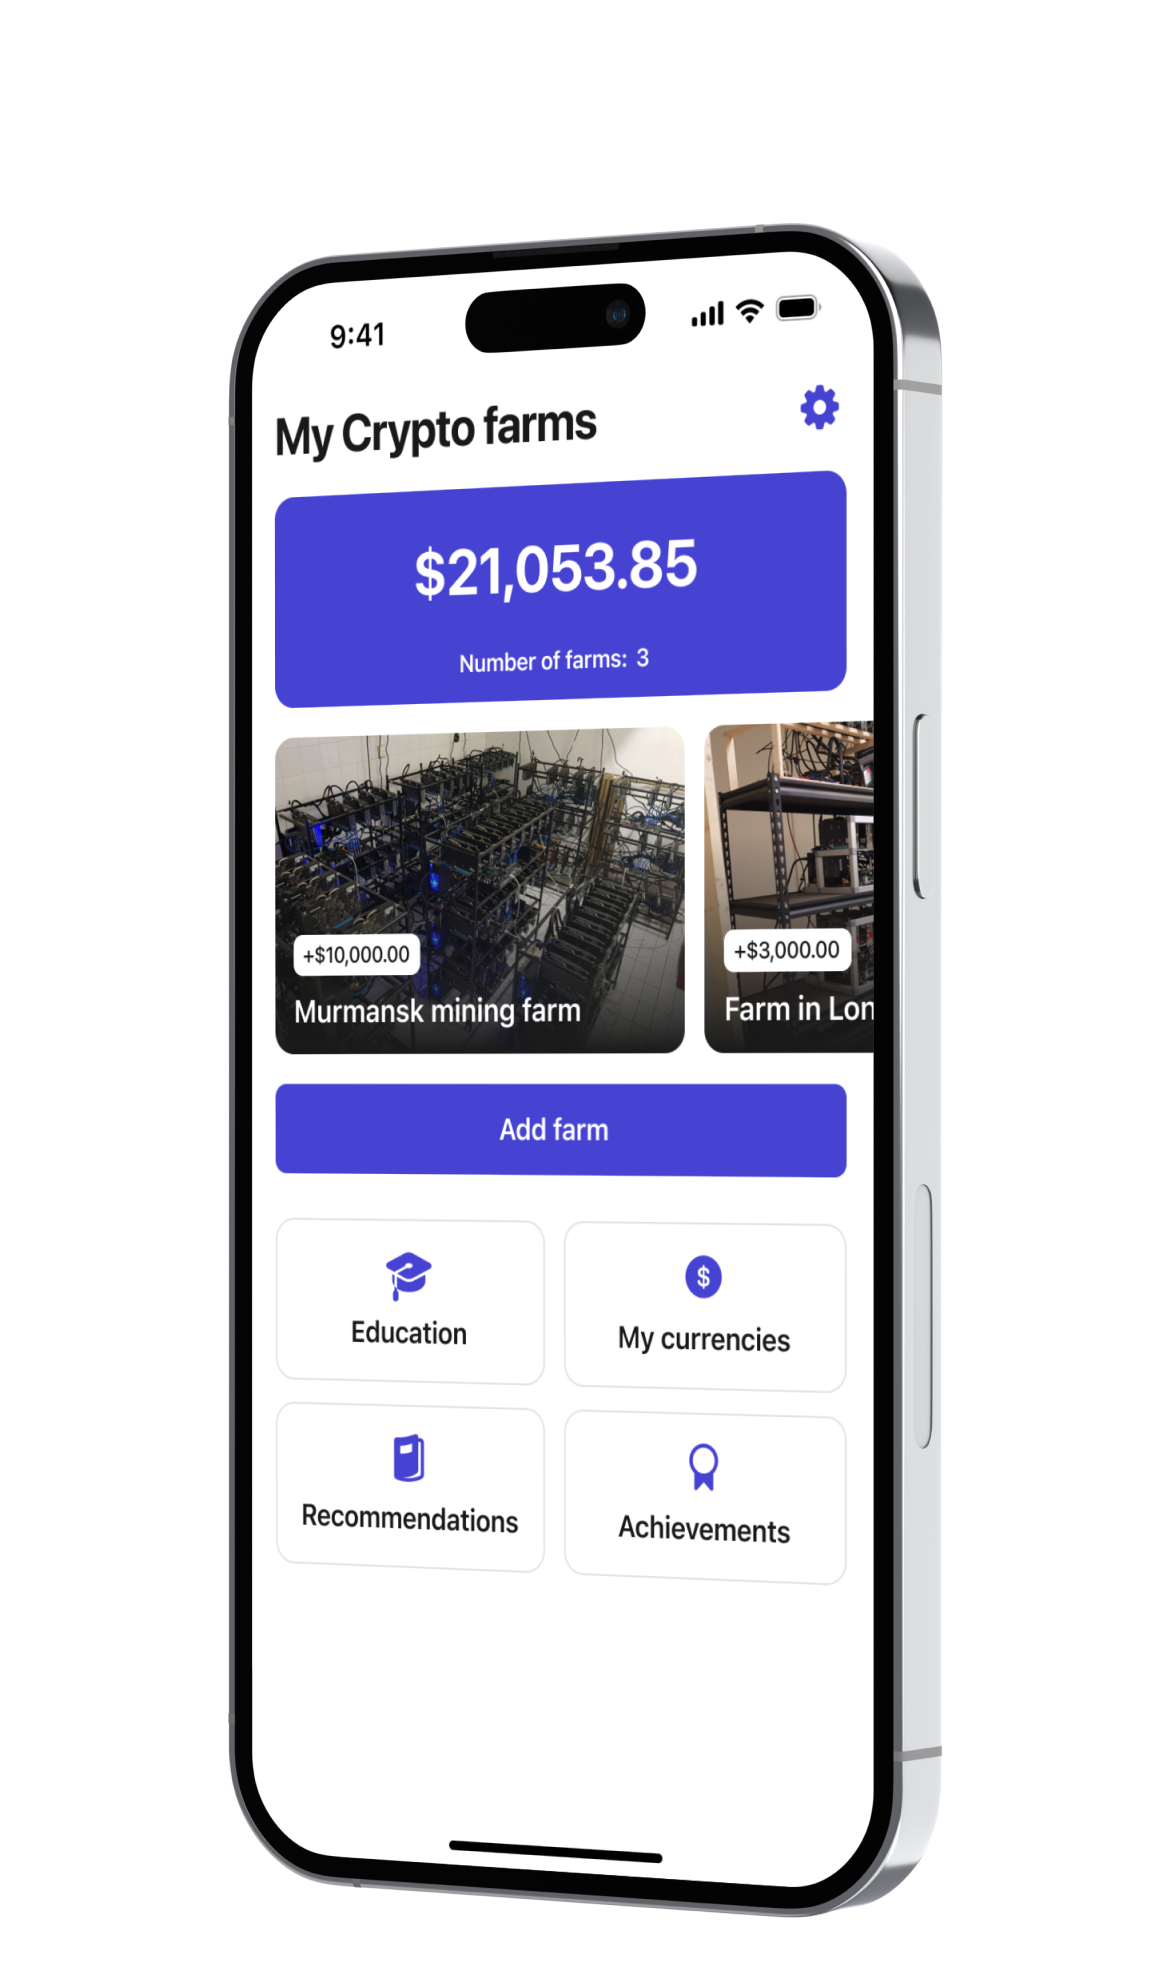 9:41
My Crypto farms
$21,053.85
Number of farms: 3
+$10,000.00
Murmansk mining farm
+$3,000.00
Farm in Lon
Add farm
Education
My currencies
Recommendations
Achievements